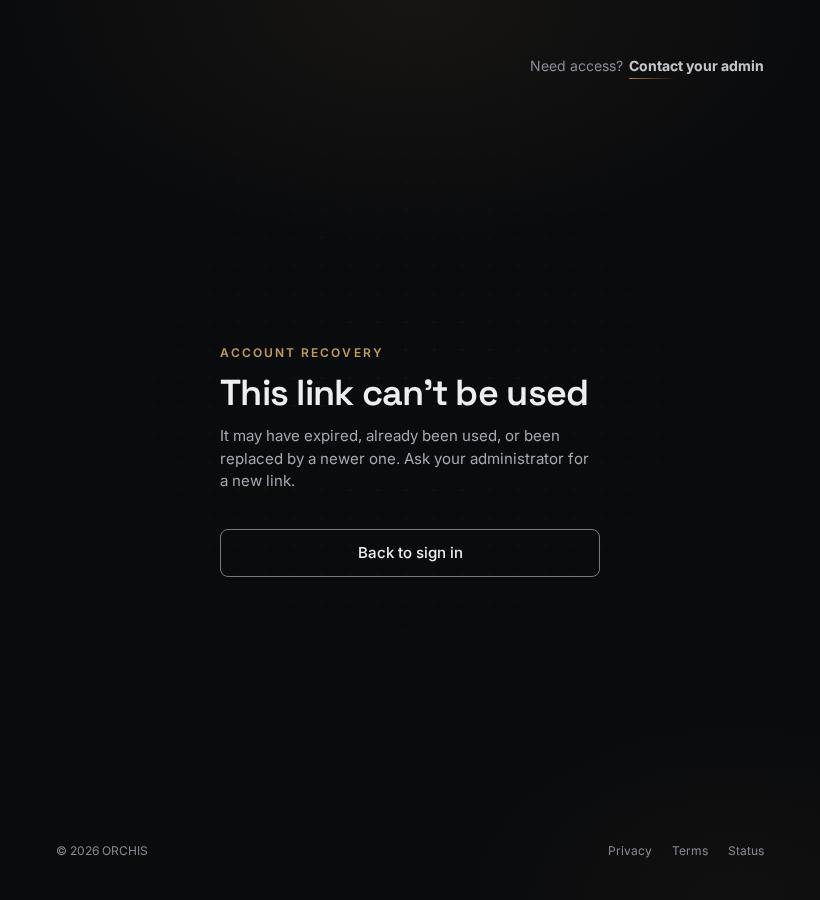 Need access? Contact your admin
ACCOUNT RECOVERY
This link can’t be used
It may have expired, already been used, or been
replaced by a newer one. Ask your administrator for
a new link.
Back to sign in
© 2026 ORCHIS
Privacy Terms Status